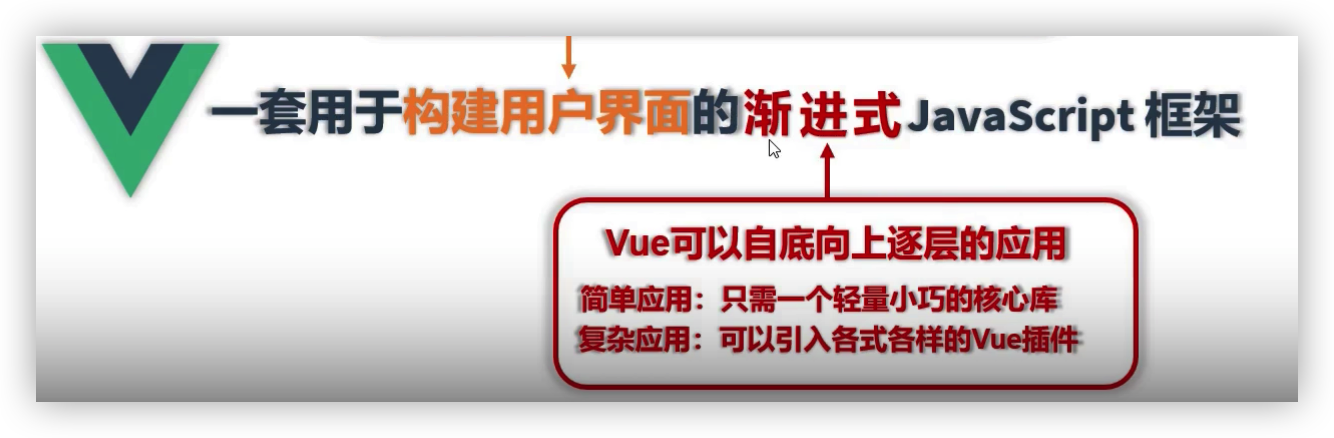 一套用于构建用户界面的渐进式JavaScript 框架
Vue可以自底向上逐层的应用
简单应用：只需一个轻量小巧的核心库
复杂应用：可以引入各式各样的Vue插件